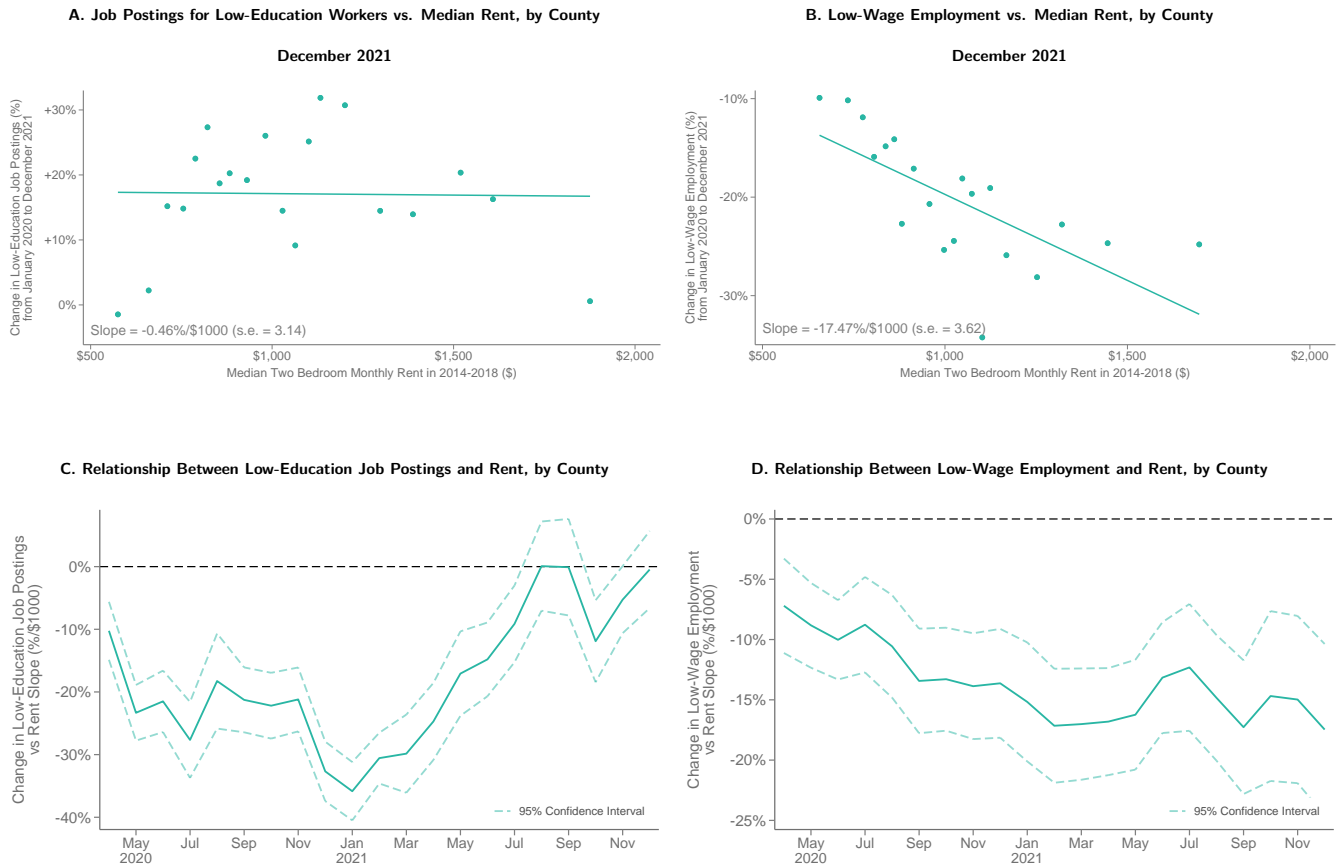 A. Job Postings for Low-Education Workers vs. Median Rent, by County
December 2021
Change in Low-Education Job Postings (%)
from January 2020 to December 2021
+30%
+20%
+10%
0%
Slope = -0.46%/$1000 (s.e. = 3.14)
$500
$1,000
$1,500
$2,000
Median Two Bedroom Monthly Rent in 2014-2018 ($)
B. Low-Wage Employment vs. Median Rent, by County
December 2021
Change in Low-Wage Employment (%)
from January 2020 to December 2021
-10%
-20%
-30%
Slope = -17.47%/$1000 (s.e. = 3.62)
$500
$1,000
$1,500
$2,000
Median Two Bedroom Monthly Rent in 2014-2018 ($)
C. Relationship Between Low-Education Job Postings and Rent, by County
Change in Low-Education Job Postings
vs Rent Slope (%/$1000)
0%
-10%
-20%
-30%
-40%
95% Confidence Interval
May
2020
Jul
Sep
Nov
Jan
2021
Mar
May
Jul
Sep
Nov
D. Relationship Between Low-Wage Employment and Rent, by County
Change in Low-Wage Employment
vs Rent Slope (%/$1000)
0%
-5%
-10%
-15%
-20%
-25%
95% Confidence Interval
May
2020
Jul
Sep
Nov
Jan
2021
Mar
May
Jul
Sep
Nov